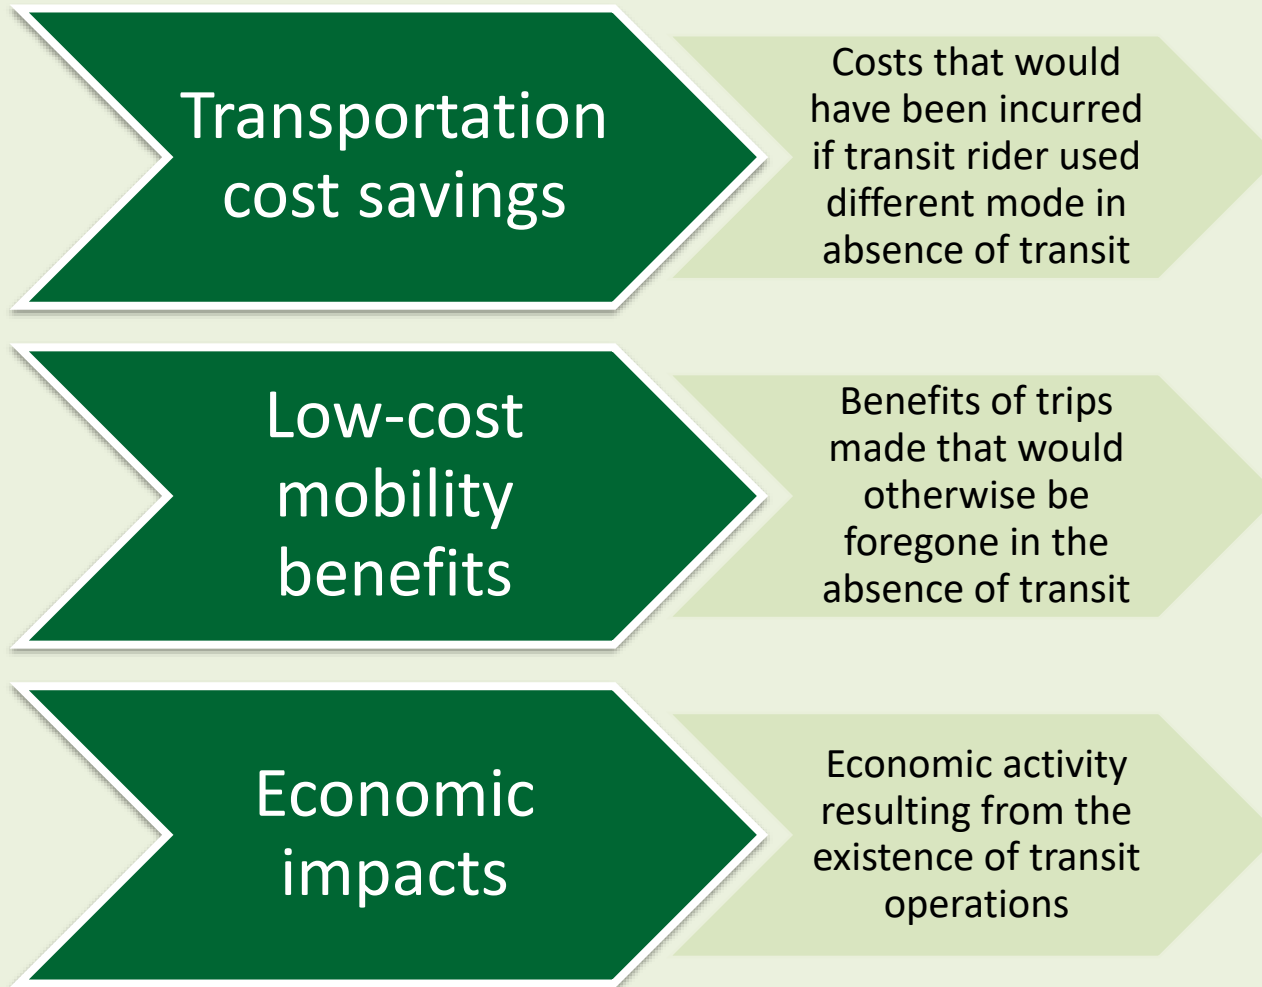 Transportation
cost savings
Costs that would
have been incurred
if transit rider used
different mode in
absence of transit
Low-cost
mobility
benefits
Benefits of trips
made that would
otherwise be
foregone in the
absence of transit
Economic
impacts
Economic activity
resulting from the
existence of transit
operations